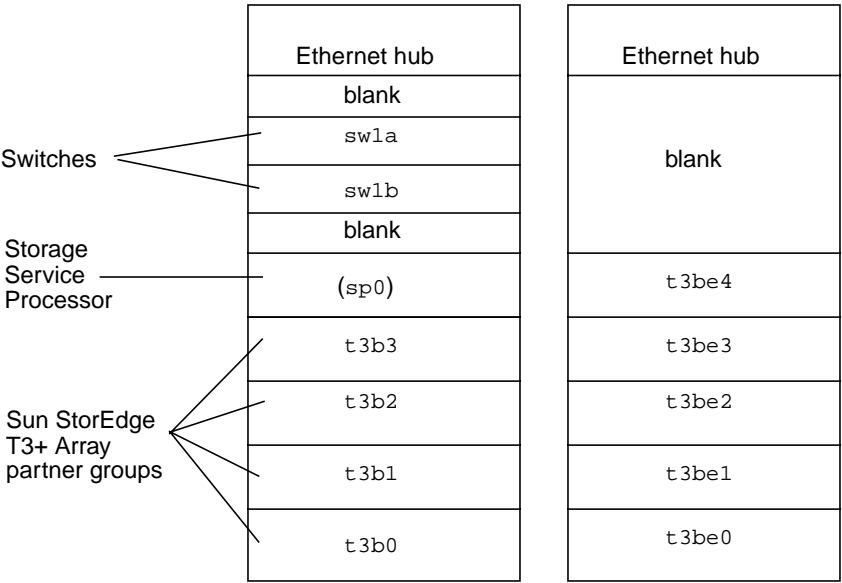 Ethernet hub
blank
sw1a
sw1b
blank
(sp0)
t3b3
t3b2
t3b1
t3b0
Switches
Storage
Service
Processor
Sun StorEdge
T3+ Array
partner groups
Ethernet hub
blank
t3be4
t3be3
t3be2
t3be1
t3be0